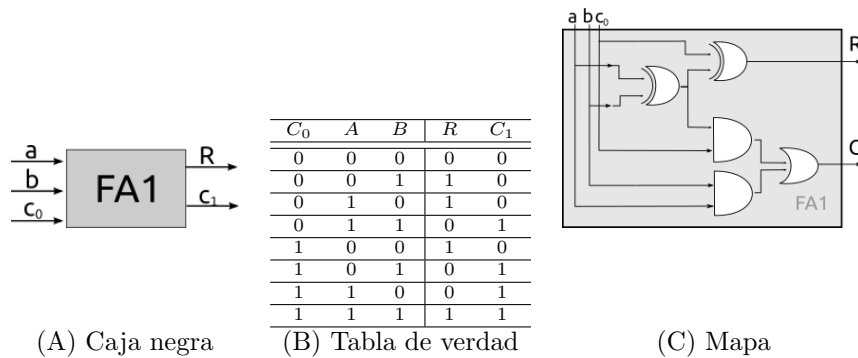 a
b
c₀
FA1
R
c₁
(A) Caja negra
C₀ A B R C₁
0 0 0 0 0
0 0 1 1 0
0 1 0 1 0
0 1 1 0 1
1 0 0 1 0
1 0 1 0 1
1 1 0 0 1
1 1 1 1 1
(B) Tabla de verdad
a b c₀
R
FA1
(C) Mapa